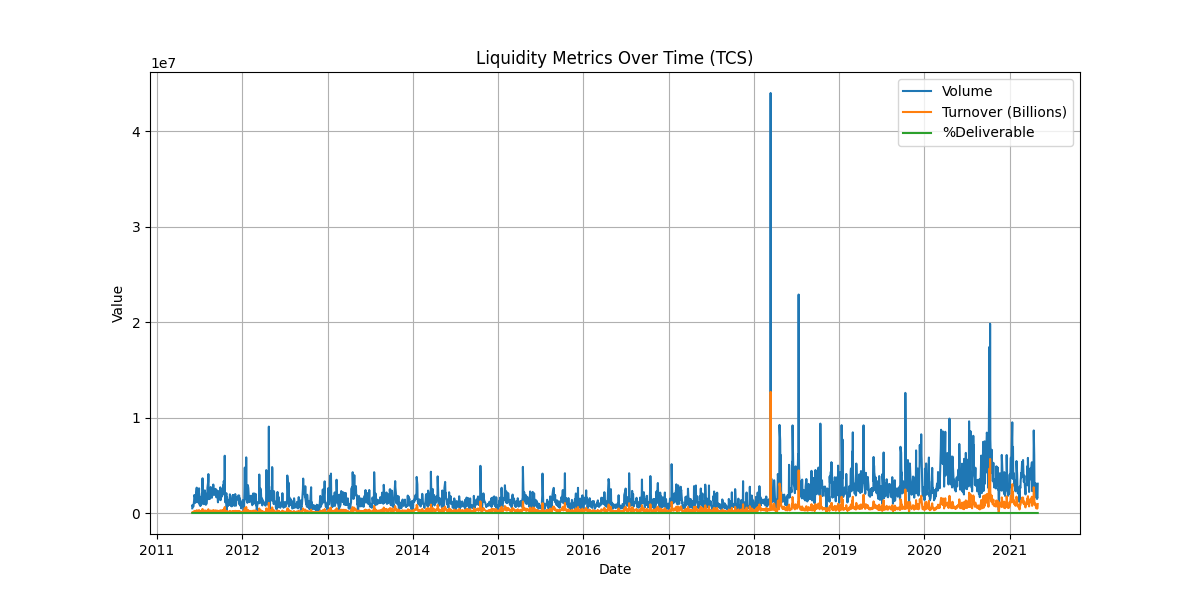 Liquidity Metrics Over Time (TCS)
1e7
Volume
Turnover (Billions)
%Deliverable
4
3
2
1
0
Value
2011 2012 2013 2014 2015 2016 2017 2018 2019 2020 2021
Date